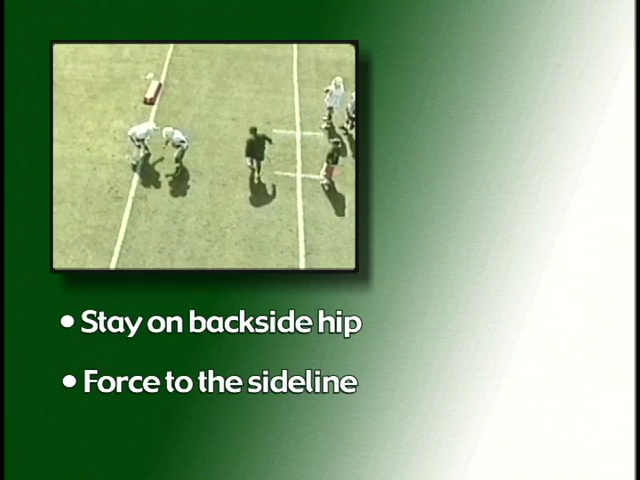 • Stay on backside hip
• Force to the sideline